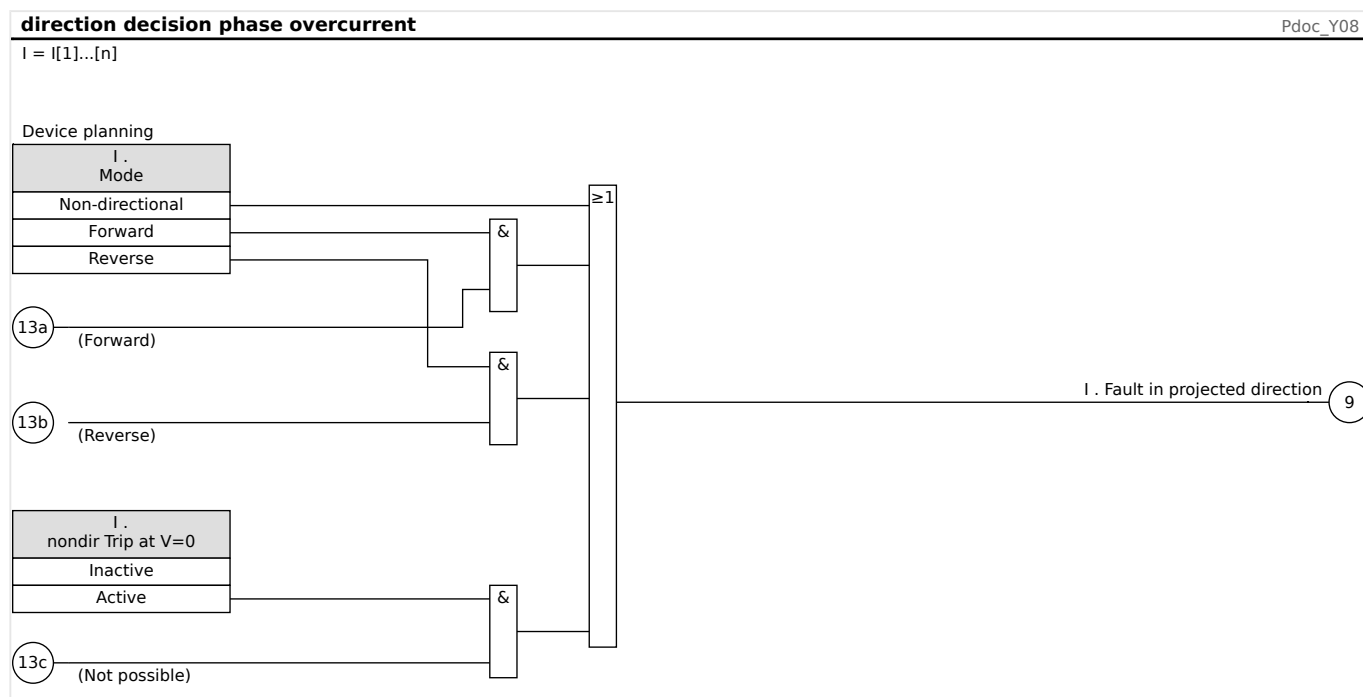 direction decision phase overcurrent
Pdoc_Y08
I = I[1]...[n]
Device planning
I .
Mode
Non-directional
≥1
Forward
&
Reverse
13a
(Forward)
&
I . Fault in projected direction
9
13b
(Reverse)
I .
nondir Trip at V=0
Inactive
Active
&
13c
(Not possible)